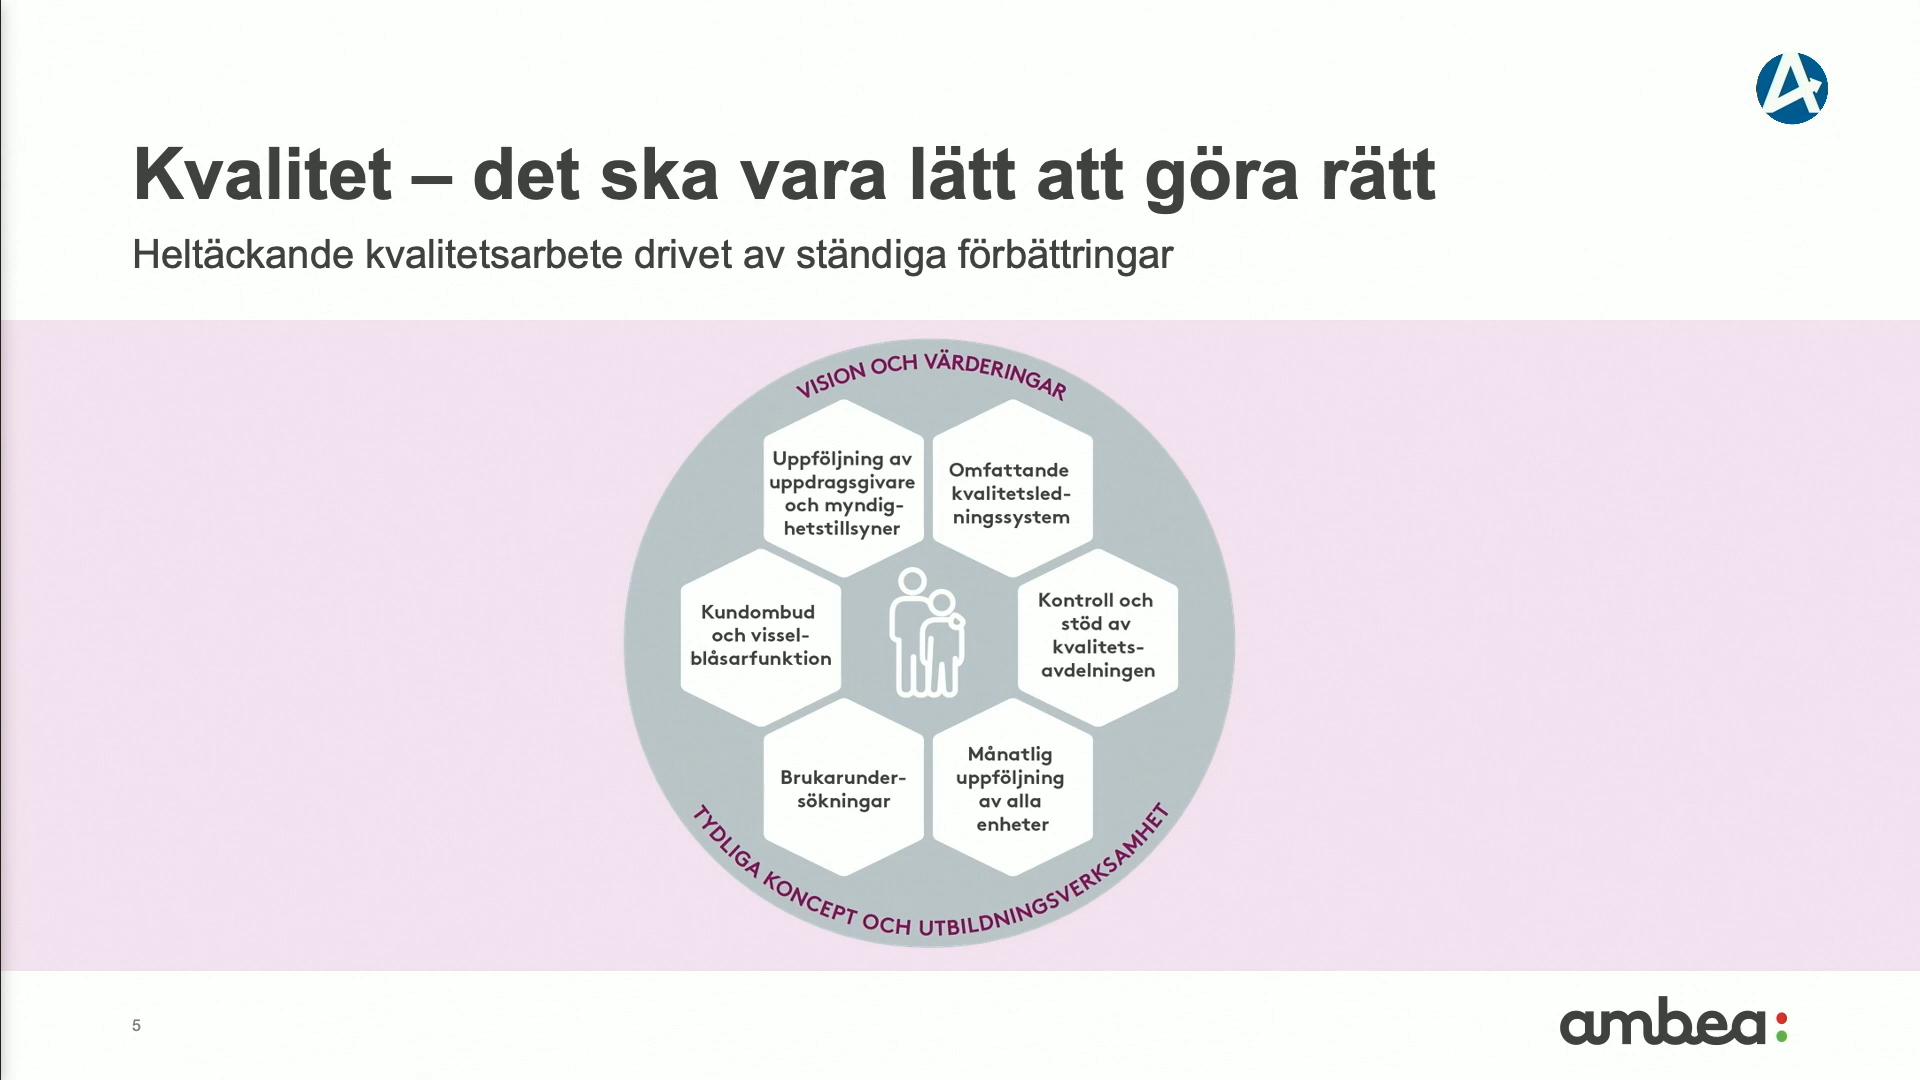 Kvalitet – det ska vara lätt att göra rätt
Heltäckande kvalitetsarbete drivet av ständiga förbättringar
VISION OCH VÄRDERINGAR
Uppföljning av
uppdragsgivare
och myndig-
hetstillsyner
Omfattande
kvalitetsled-
ningssystem
Kundombud
och vissel-
blåsarfunktion
Kontroll och
stöd av
kvalitets-
avdelningen
Brukarunder-
sökningar
Månatlig
uppföljning
av alla
enheter
TYDLIGA KONCEPT OCH UTBILDNINGSVERKSAMHET
5
ambea: